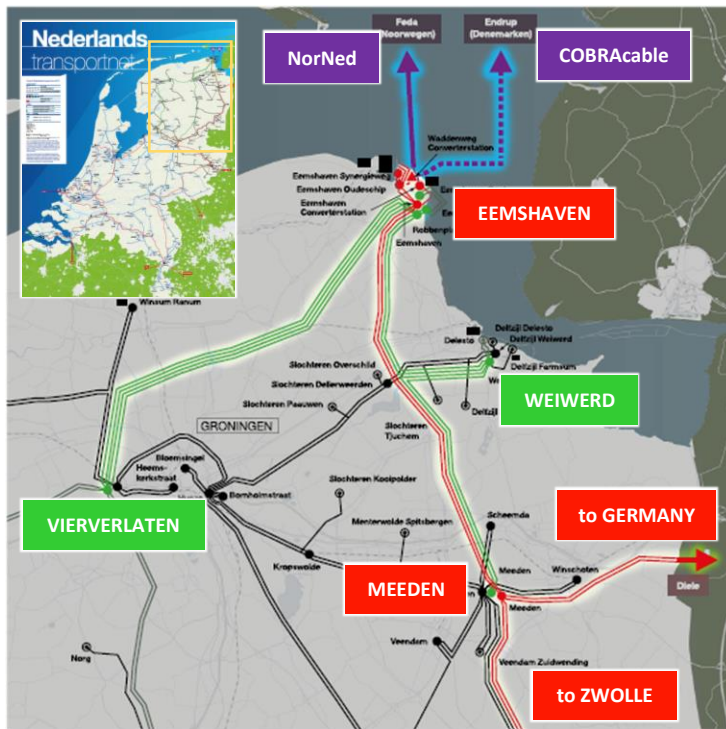 Nederlands
transportnet
NorNed
Feda
(Noorwegen)
Endrup
(Denemarken)
COBRAcable
Waddenweg
Converterstation
Eemshaven Synergieweg
Eemshaven Oudeschip
Eemshaven
Converterstation
EEMSHAVEN
Eemshaven
Winsum Ranum
Delesto
Delfzijl Delesto
Delfzijl Weiwerd
Delfzijl Farmsum
Slochteren Overschild
Slochteren Dellerweerden
WEIWERD
Slochteren Paauwen
Slochteren
Tjuchem
GRONINGEN
Bloemsingel
Heems-
kerkstraat
Bornholmstraat
Slochteren Kooipolder
VIERVERLATEN
Menterwolde Spitsbergen
Scheemda
to GERMANY
Kropswolde
MEEDEN
Meeden
Winschoten
Diele
Meeden
Veendam
Norg
Veendam Zuidwending
to ZWOLLE